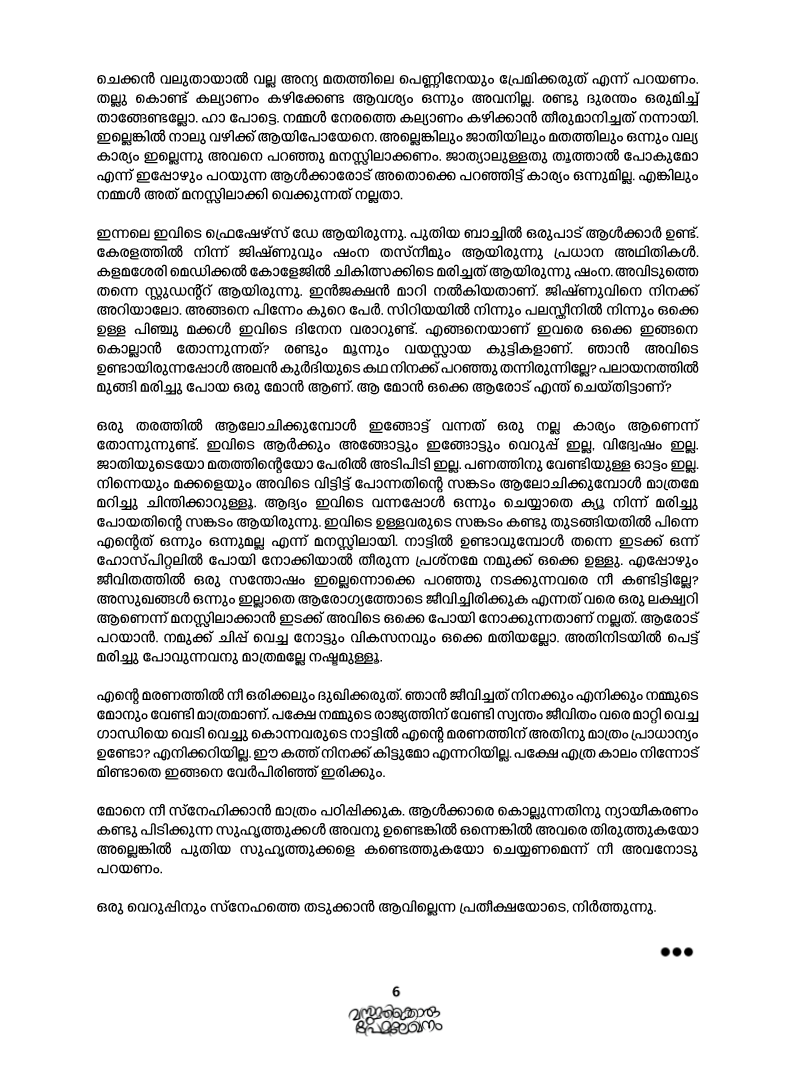 ചെക്കൻ വലുതായാൽ വല്ല അന്യ മതത്തിലെ പെണ്ണിനേയും പ്രേമിക്കരുത് എന്ന് പറയണം.
തല്ലു കൊണ്ട് കല്യാണം കഴിക്കേണ്ട ആവശ്യം ഒന്നും അവനില്ല. രണ്ടു ദുരന്തം ഒരുമിച്ച്
താങ്ങേണ്ടല്ലോ. ഹാ പോട്ടെ. നമ്മൾ നേരത്തെ കല്യാണം കഴിക്കാൻ തീരുമാനിച്ചത് നന്നായി.
ഇല്ലെങ്കിൽ നാലു വഴിക്ക് ആയിപോയേനെ. അല്ലെങ്കിലും ജാതിയിലും മതത്തിലും ഒന്നും വല്യ
കാര്യം ഇല്ലെന്നു അവനെ പറഞ്ഞു മനസ്സിലാക്കണം. ജാത്യാലുള്ളതു തൂത്താൽ പോകുമോ
എന്ന് ഇപ്പോഴും പറയുന്ന ആൾക്കാരോട് അതൊക്കെ പറഞ്ഞിട്ട് കാര്യം ഒന്നുമില്ല. എങ്കിലും
നമ്മൾ അത് മനസ്സിലാക്കി വെക്കുന്നത് നല്ലതാ.
ഇന്നലെ ഇവിടെ ഫ്രെഷേഴ്സ് ഡേ ആയിരുന്നു. പുതിയ ബാച്ചിൽ ഒരുപാട് ആൾക്കാർ ഉണ്ട്.
കേരളത്തിൽ നിന്ന് ജിഷ്ണുവും ഷംന തസ്നീമും ആയിരുന്നു പ്രധാന അഥിതികൾ.
കളമശേരി മെഡിക്കൽ കോളേജിൽ ചികിത്സക്കിടെ മരിച്ചത് ആയിരുന്നു ഷംന. അവിടുത്തെ
തന്നെ സ്റ്റുഡന്റ്റ് ആയിരുന്നു. ഇൻജക്ഷൻ മാറി നൽകിയതാണ്. ജിഷ്ണുവിനെ നിനക്ക്
അറിയാലോ. അങ്ങനെ പിന്നേം കുറെ പേർ. സിറിയയിൽ നിന്നും പലസ്തീനിൽ നിന്നും ഒക്കെ
ഉള്ള പിഞ്ചു മക്കൾ ഇവിടെ ദിനേന വരാറുണ്ട്. എങ്ങനെയാണ് ഇവരെ ഒക്കെ ഇങ്ങനെ
കൊല്ലാൻ തോന്നുന്നത്? രണ്ടും മൂന്നും വയസ്സായ കുട്ടികളാണ്. ഞാൻ അവിടെ
ഉണ്ടായിരുന്നപ്പോൾ അലൻ കുർദിയുടെ കഥ നിനക്ക് പറഞ്ഞു തന്നിരുന്നില്ലേ? പലായനത്തിൽ
മുങ്ങി മരിച്ചു പോയ ഒരു മോൻ ആണ്. ആ മോൻ ഒക്കെ ആരോട് എന്ത് ചെയ്തിട്ടാണ്?
ഒരു തരത്തിൽ ആലോചിക്കുമ്പോൾ ഇങ്ങോട്ട് വന്നത് ഒരു നല്ല കാര്യം ആണെന്ന്
തോന്നുന്നുണ്ട്. ഇവിടെ ആർക്കും അങ്ങോട്ടും ഇങ്ങോട്ടും വെറുപ്പ് ഇല്ല, വിദ്വേഷം ഇല്ല.
ജാതിയുടെയോ മതത്തിന്റെയോ പേരിൽ അടിപിടി ഇല്ല. പണത്തിനു വേണ്ടിയുള്ള ഓട്ടം ഇല്ല.
നിന്നെയും മക്കളെയും അവിടെ വിട്ടിട്ട് പോന്നതിന്റെ സങ്കടം ആലോചിക്കുമ്പോൾ മാത്രമേ
മറിച്ചു ചിന്തിക്കാറുള്ളൂ. ആദ്യം ഇവിടെ വന്നപ്പോൾ ഒന്നും ചെയ്യാതെ ക്യൂ നിന്ന് മരിച്ചു
പോയതിന്റെ സങ്കടം ആയിരുന്നു. ഇവിടെ ഉള്ളവരുടെ സങ്കടം കണ്ടു തുടങ്ങിയതിൽ പിന്നെ
എന്റെത് ഒന്നും ഒന്നുമല്ല എന്ന് മനസ്സിലായി. നാട്ടിൽ ഉണ്ടാവുമ്പോൾ തന്നെ ഇടക്ക് ഒന്ന്
ഹോസ്പിറ്റലിൽ പോയി നോക്കിയാൽ തീരുന്ന പ്രശ്നമേ നമുക്ക് ഒക്കെ ഉള്ളൂ. എപ്പോഴും
ജീവിതത്തിൽ ഒരു സന്തോഷം ഇല്ലെന്നൊക്കെ പറഞ്ഞു നടക്കുന്നവരെ നീ കണ്ടിട്ടില്ലേ?
അസുഖങ്ങൾ ഒന്നും ഇല്ലാതെ ആരോഗ്യത്തോടെ ജീവിച്ചിരിക്കുക എന്നത് വരെ ഒരു ലക്ഷ്വറി
ആണെന്ന് മനസ്സിലാക്കാൻ ഇടക്ക് അവിടെ ഒക്കെ പോയി നോക്കുന്നതാണ് നല്ലത്. ആരോട്
പറയാൻ. നമുക്ക് ചിപ്പ് വെച്ച നോട്ടും വികസനവും ഒക്കെ മതിയല്ലോ. അതിനിടയിൽ പെട്ട്
മരിച്ചു പോവുന്നവനു മാത്രമല്ലേ നഷ്ടമുള്ളൂ.
എന്റെ മരണത്തിൽ നീ ഒരിക്കലും ദുഖിക്കരുത്. ഞാൻ ജീവിച്ചത് നിനക്കും എനിക്കും നമ്മുടെ
മോനും വേണ്ടി മാത്രമാണ്. പക്ഷേ നമ്മുടെ രാജ്യത്തിന് വേണ്ടി സ്വന്തം ജീവിതം വരെ മാറ്റി വെച്ച
ഗാന്ധിയെ വെടി വെച്ചു കൊന്നവരുടെ നാട്ടിൽ എന്റെ മരണത്തിന് അതിനു മാത്രം പ്രാധാന്യം
ഉണ്ടോ? എനിക്കറിയില്ല. ഈ കത്ത് നിനക്ക് കിട്ടുമോ എന്നറിയില്ല. പക്ഷേ എത്ര കാലം നിന്നോട്
മിണ്ടാതെ ഇങ്ങനെ വേർപിരിഞ്ഞ് ഇരിക്കും.
മോനെ നീ സ്നേഹിക്കാൻ മാത്രം പഠിപ്പിക്കുക. ആൾക്കാരെ കൊല്ലുന്നതിനു ന്യായീകരണം
കണ്ടു പിടിക്കുന്ന സുഹൃത്തുക്കൾ അവനു ഉണ്ടെങ്കിൽ ഒന്നെങ്കിൽ അവരെ തിരുത്തുകയോ
അല്ലെങ്കിൽ പുതിയ സുഹൃത്തുക്കളെ കണ്ടെത്തുകയോ ചെയ്യണമെന്ന് നീ അവനോടു
പറയണം.
ഒരു വെറുപ്പിനും സ്നേഹത്തെ തടുക്കാൻ ആവില്ലെന്ന പ്രതീക്ഷയോടെ, നിർത്തുന്നു.
●●●
6